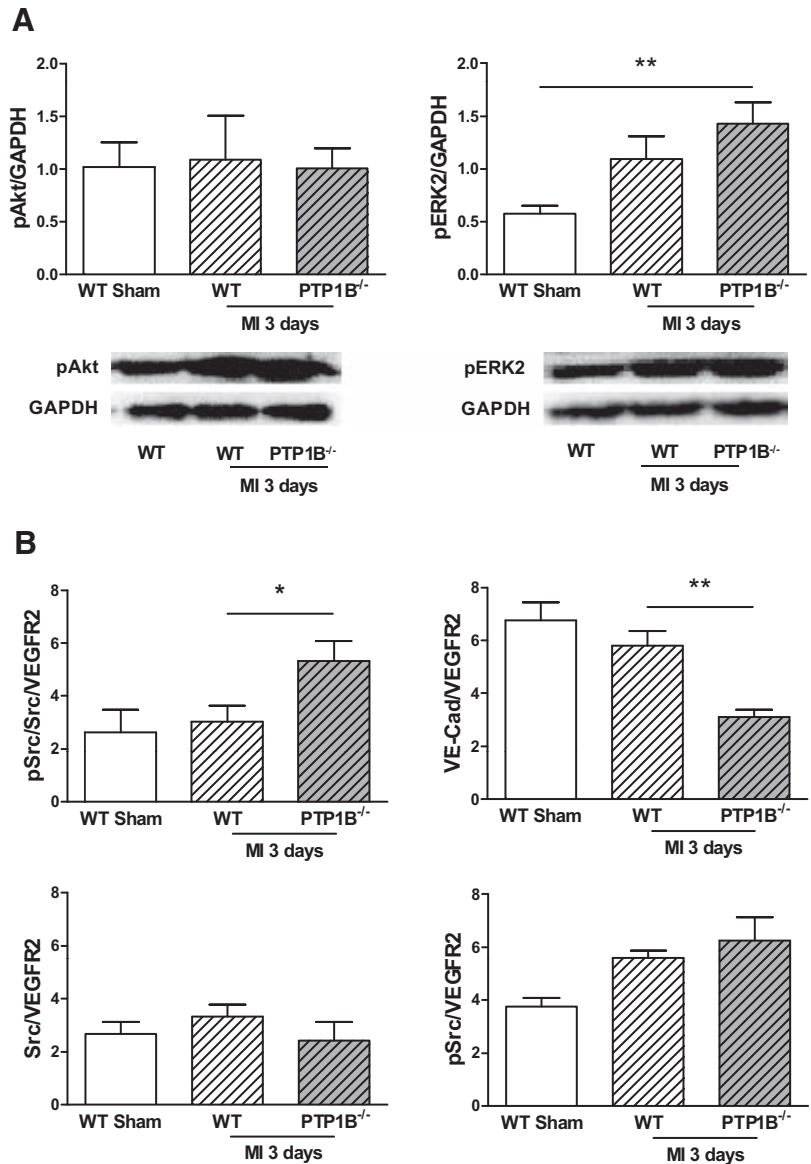 A
pAkt/GAPDH
2.0
1.5
1.0
0.5
0.0
WT Sham WT PTP1B-/-
MI 3 days
pERK2/GAPDH
**
2.0
1.5
1.0
0.5
0.0
WT Sham WT PTP1B-/-
MI 3 days
pAkt
GAPDH
WT WT PTP1B-/-
MI 3 days
pERK2
GAPDH
WT WT PTP1B-/-
MI 3 days
B
pSrc/Src/VEGFR2
*
8
6
4
2
0
WT Sham WT PTP1B-/-
MI 3 days
VE-Cad/VEGFR2
**
8
6
4
2
0
WT Sham WT PTP1B-/-
MI 3 days
Src/VEGFR2
8
6
4
2
0
WT Sham WT PTP1B-/-
MI 3 days
pSrc/VEGFR2
8
6
4
2
0
WT Sham WT PTP1B-/-
MI 3 days